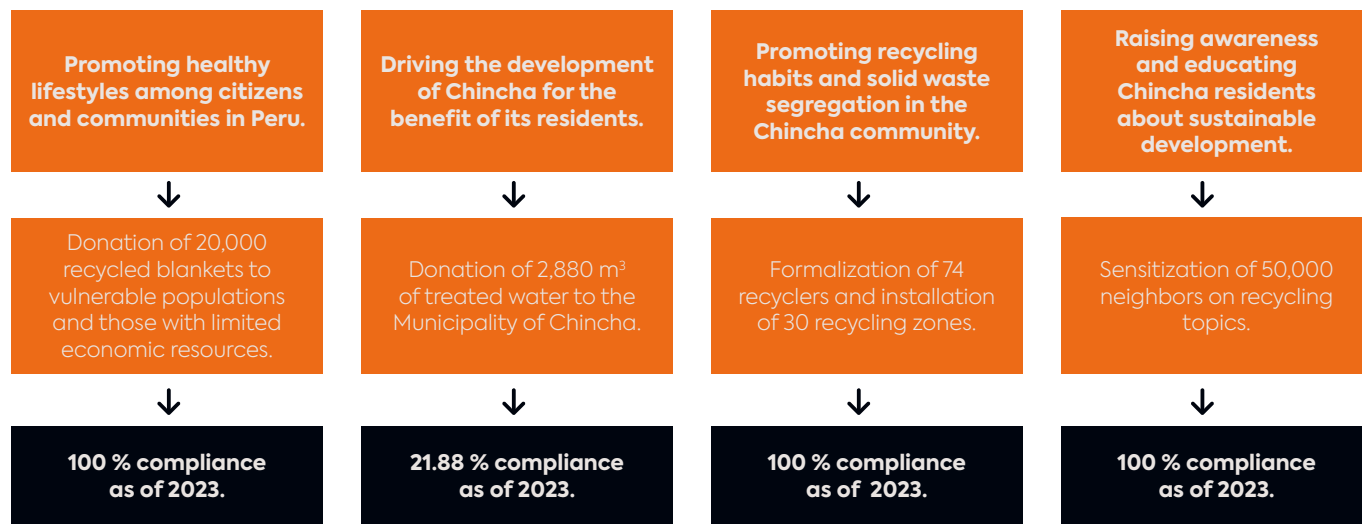 Promoting healthy
lifestyles among citizens
and communities in Peru.
Donation of 20,000
recycled blankets to
vulnerable populations
and those with limited
economic resources.
100 % compliance
as of 2023.
Driving the development
of Chincha for the
benefit of its residents.
Donation of 2,880 m³
of treated water to the
Municipality of Chincha.
21.88 % compliance
as of 2023.
Promoting recycling
habits and solid waste
segregation in the
Chincha community.
Formalization of 74
recyclers and installation
of 30 recycling zones.
100 % compliance
as of 2023.
Raising awareness
and educating
Chincha residents
about sustainable
development.
Sensitization of 50,000
neighbors on recycling
topics.
100 % compliance
as of 2023.